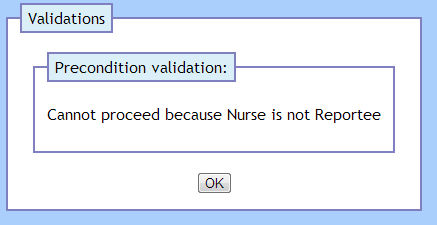 Validations
Precondition validation:
Cannot proceed because Nurse is not Reportee
OK